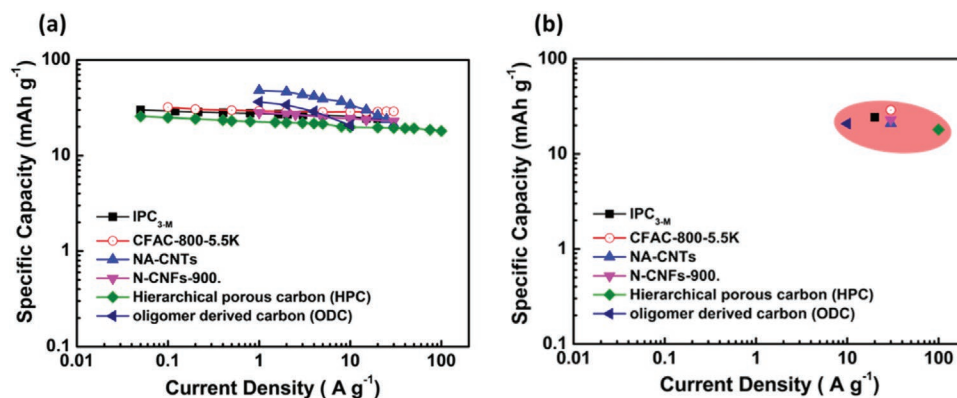 (a)
100
10
1
0.1
Specific Capacity (mAh g⁻¹)
IPC₃₋ₘ
CFAC-800-5.5K
NA-CNTs
N-CNFs-900.
Hierarchical porous carbon (HPC)
oligomer derived carbon (ODC)
0.01 0.1 1 10 100
Current Density ( A g⁻¹)
(b)
100
10
1
0.1
Specific Capacity (mAh g⁻¹)
IPC₃₋ₘ
CFAC-800-5.5K
NA-CNTs
N-CNFs-900.
Hierarchical porous carbon (HPC)
oligomer derived carbon (ODC)
0.01 0.1 1 10 100
Current Density ( A g⁻¹)